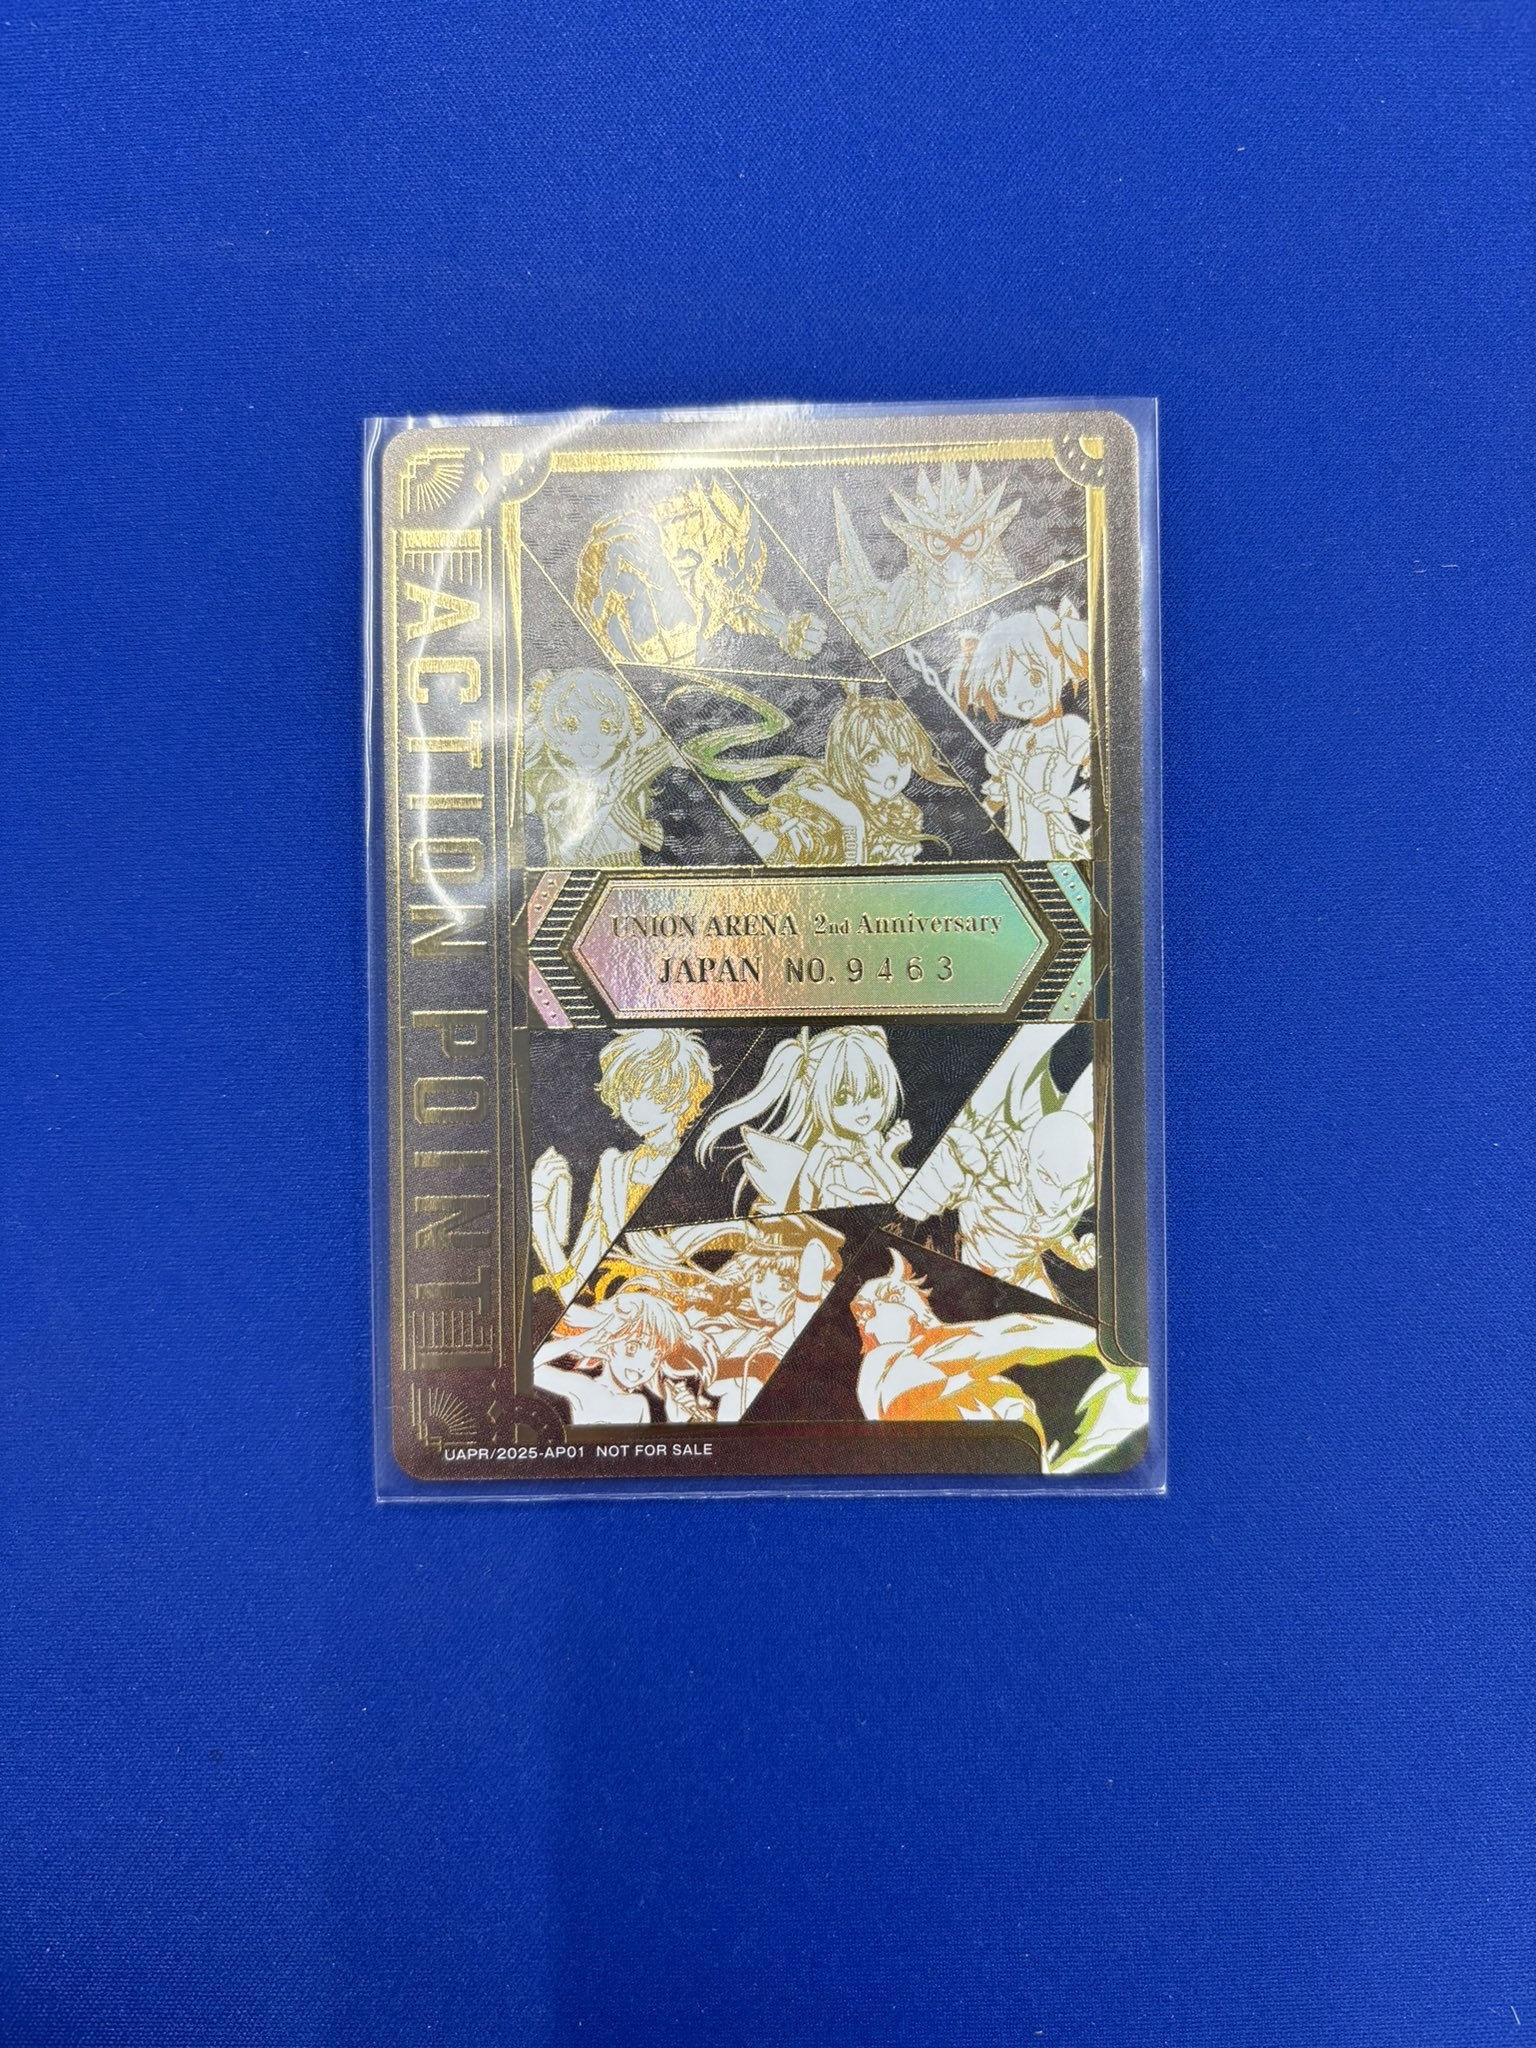 ACTION POINT
UNION ARENA 2nd Anniversary
JAPAN NO. 9463
UAPR/2025-AP01 NOT FOR SALE